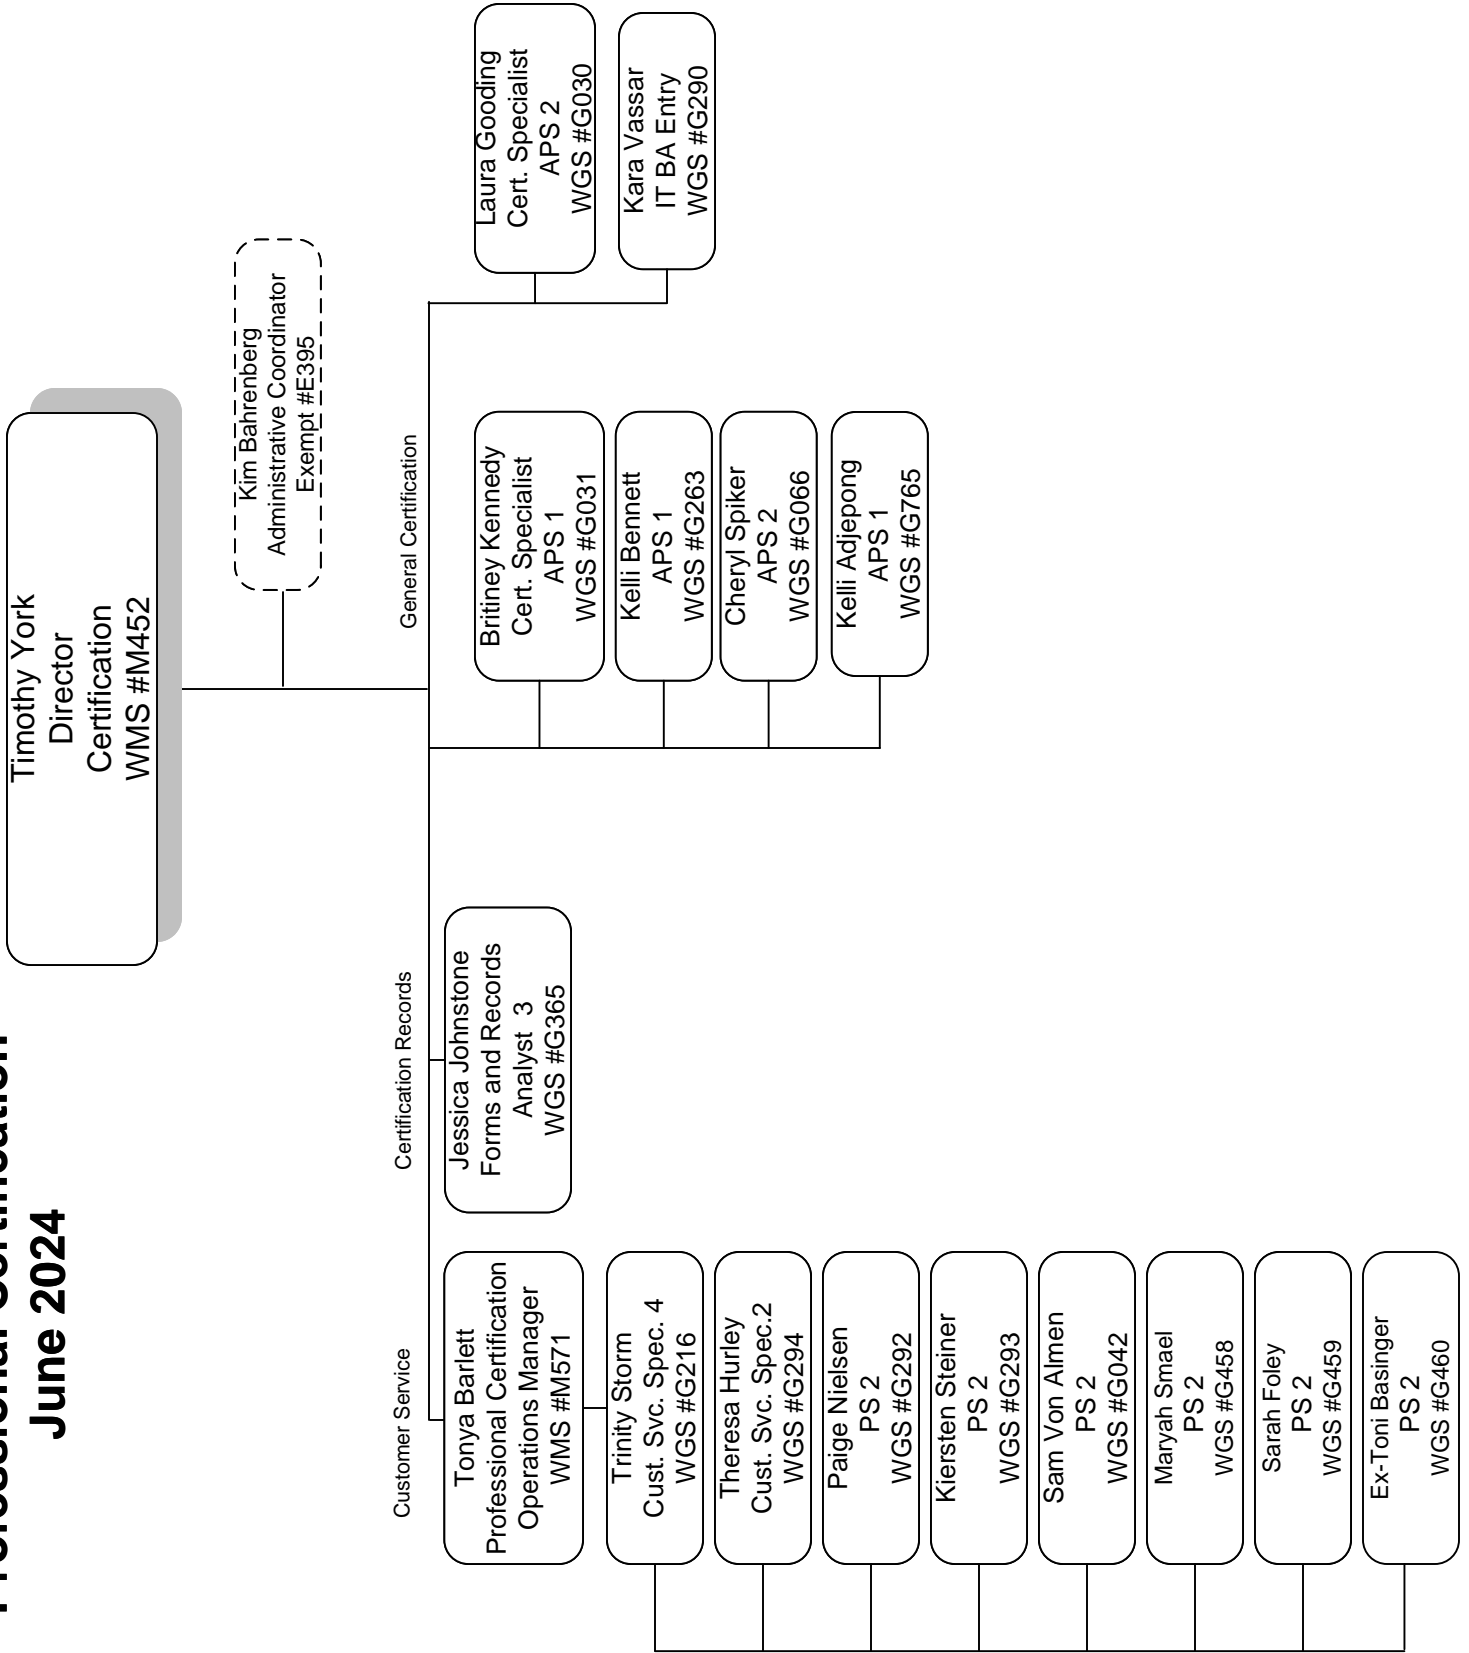 Professional Certification
June 2024
Timothy York
Director
Certification
WMS #M452
Kim Bahrenberg
Administrative Coordinator
Exempt #E395
Customer Service
Certification Records
General Certification
Tonya Barlett
Professional Certification
Operations Manager
WMS #M571
Trinity Storm
Cust. Svc. Spec. 4
WGS #G216
Theresa Hurley
Cust. Svc. Spec.2
WGS #G294
Paige Nielsen
PS 2
WGS #G292
Kiersten Steiner
PS 2
WGS #G293
Sam Von Almen
PS 2
WGS #G042
Maryah Smael
PS 2
WGS #G458
Sarah Foley
PS 2
WGS #G459
Ex-Toni Basinger
PS 2
WGS #G460
Jessica Johnstone
Forms and Records
Analyst 3
WGS #G365
Britiney Kennedy
Cert. Specialist
APS 1
WGS #G031
Kelli Bennett
APS 1
WGS #G263
Cheryl Spiker
APS 2
WGS #G066
Kelli Adjepong
APS 1
WGS #G765
Laura Gooding
Cert. Specialist
APS 2
WGS #G030
Kara Vassar
IT BA Entry
WGS #G290